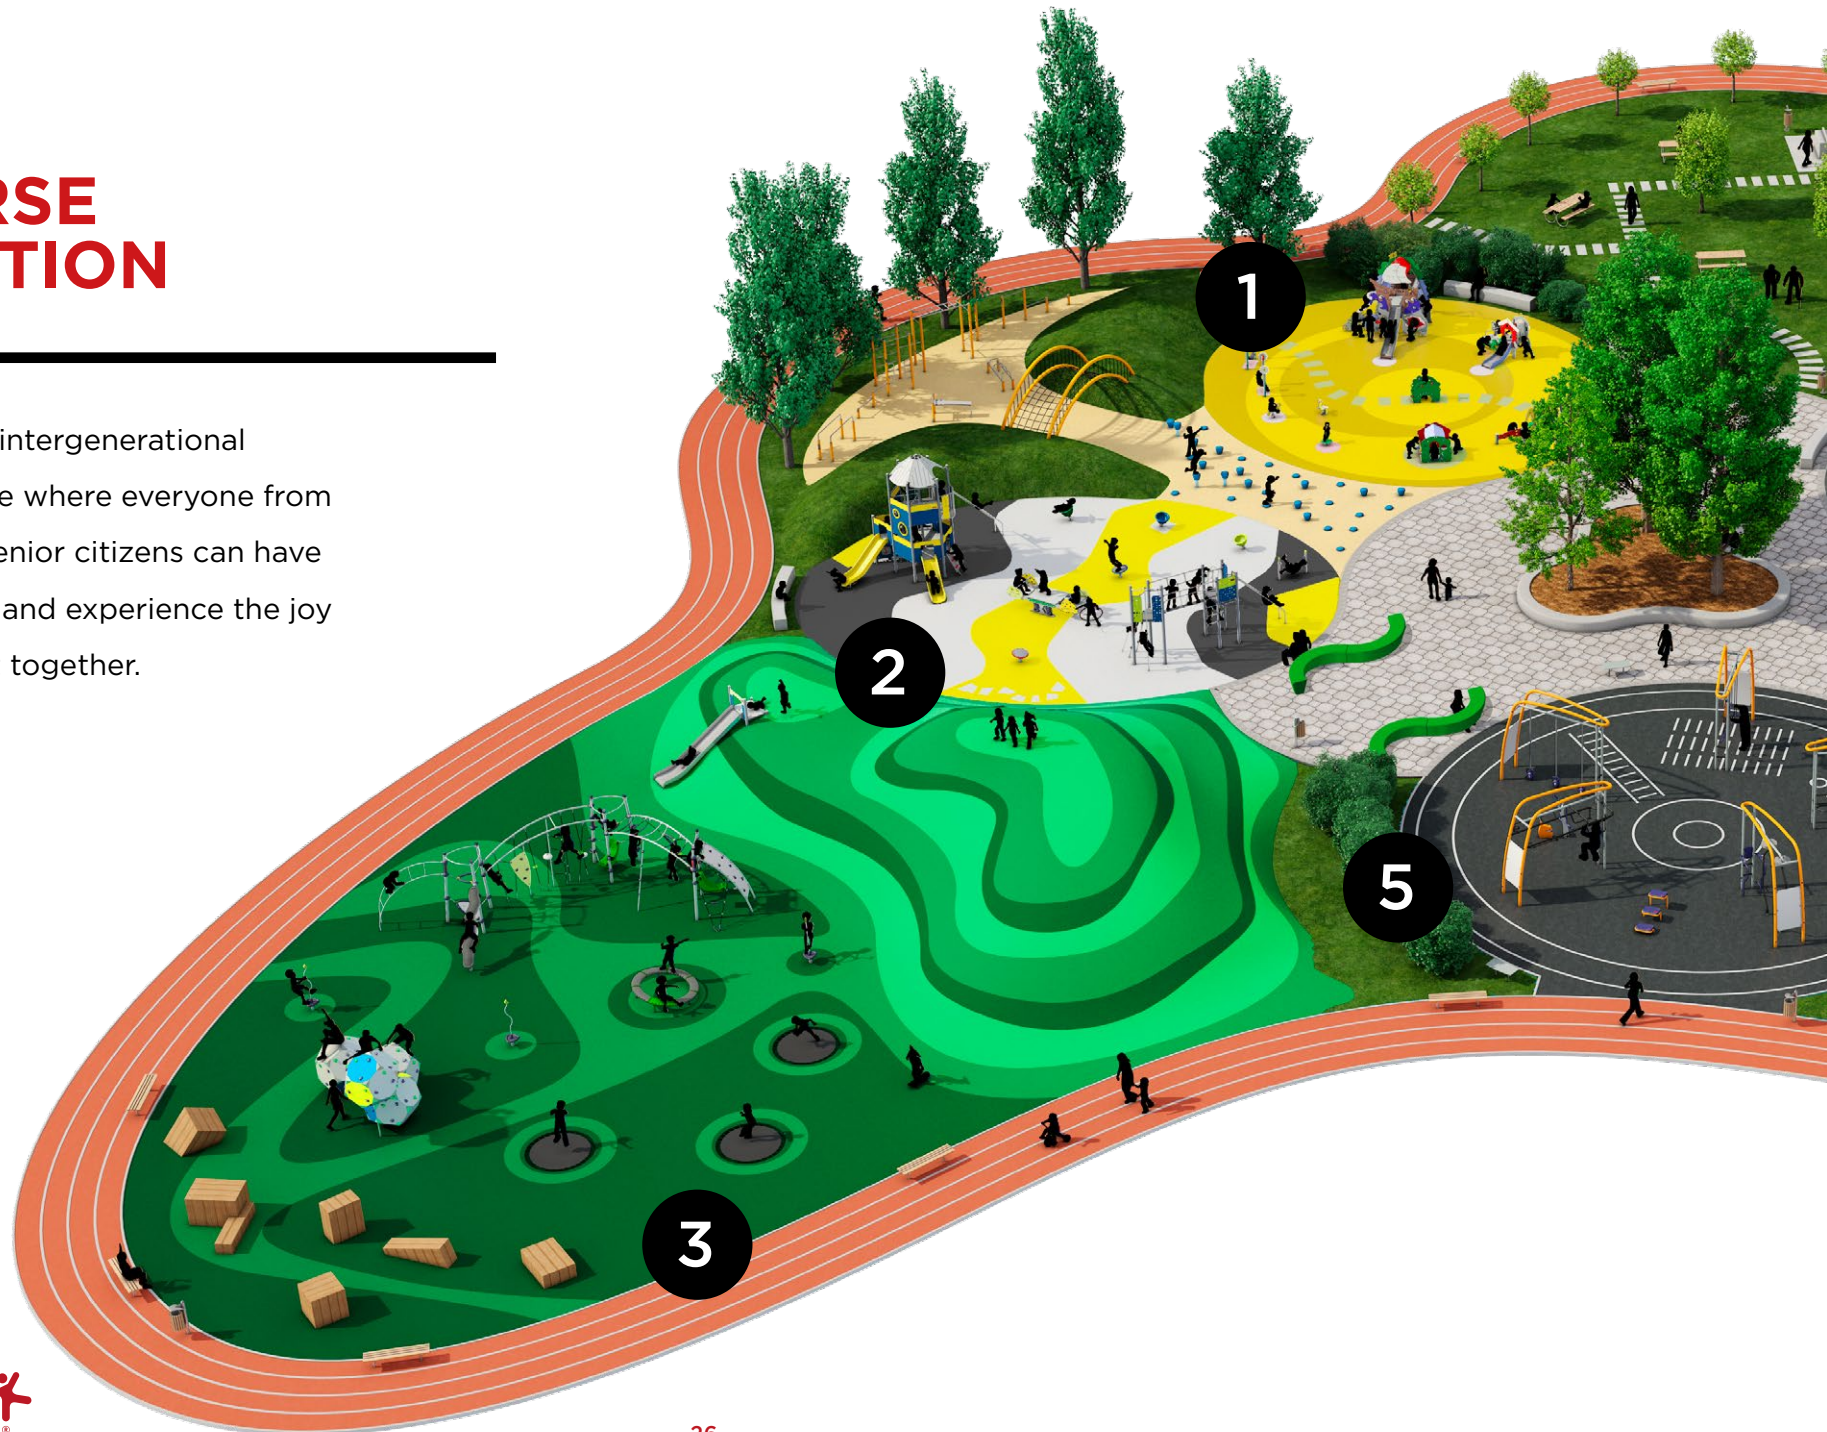 RSE
TION
intergenerational
e where everyone from
enior citizens can have
and experience the joy
together.
1
2
5
3
26
®